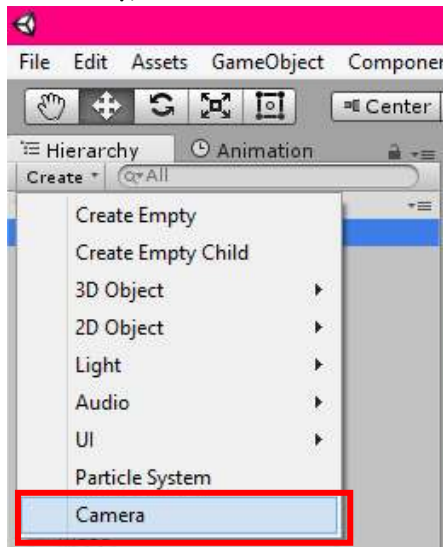 File Edit Assets GameObject Componer
Center
Hierarchy Animation
Create All
Create Empty
Create Empty Child
3D Object
2D Object
Light
Audio
UI
Particle System
Camera